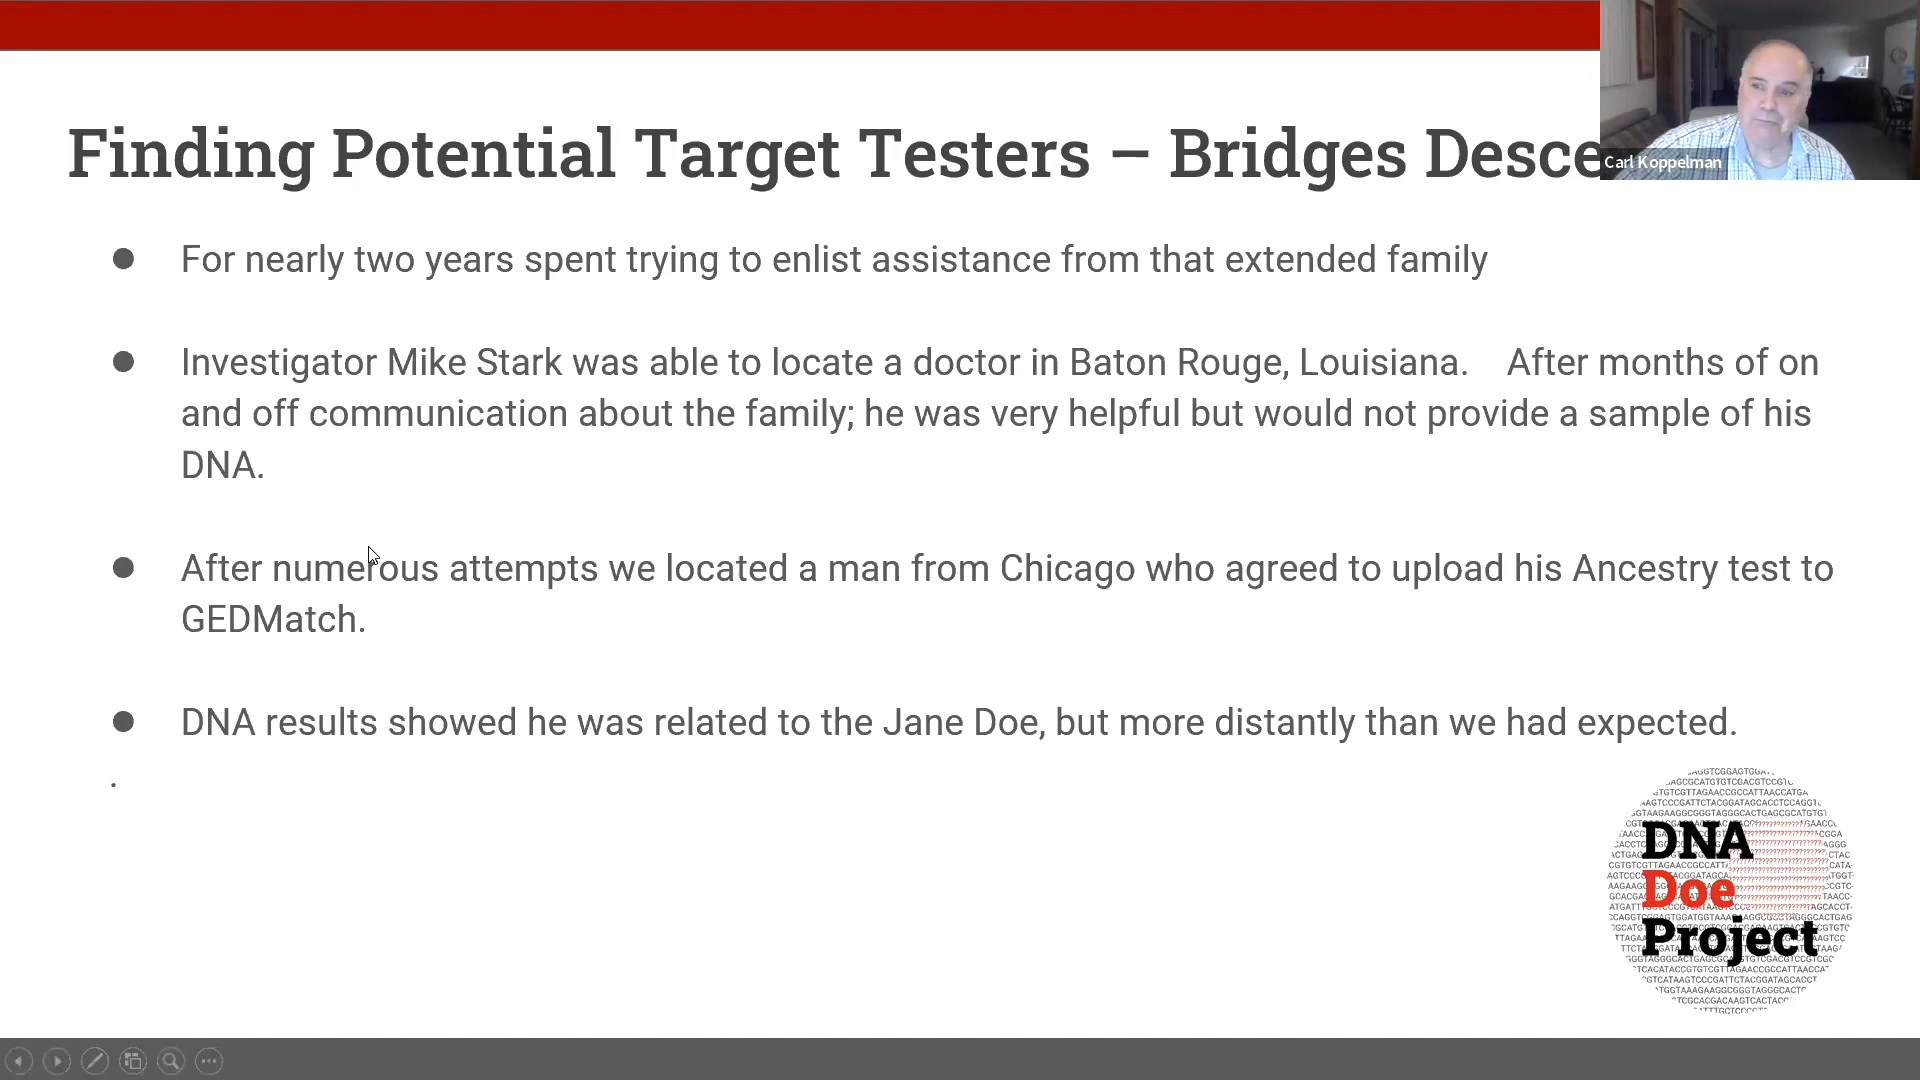 Finding Potential Target Testers – Bridges Desce
Carl Koppelman
● For nearly two years spent trying to enlist assistance from that extended family
● Investigator Mike Stark was able to locate a doctor in Baton Rouge, Louisiana. After months of on
and off communication about the family; he was very helpful but would not provide a sample of his
DNA.
● After numerous attempts we located a man from Chicago who agreed to upload his Ancestry test to
GEDMatch.
● DNA results showed he was related to the Jane Doe, but more distantly than we had expected.
.
DNA
Doe
Project